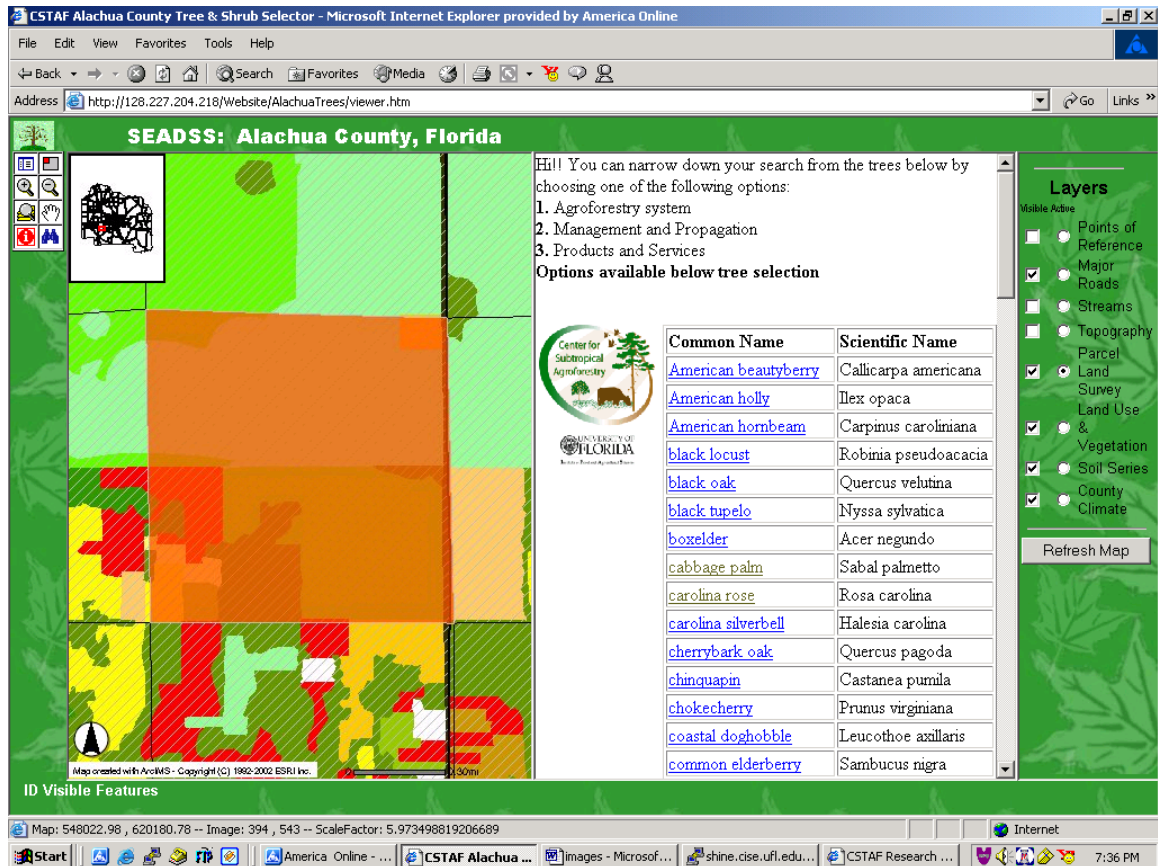 CSTAF Alachua County Tree & Shrub Selector - Microsoft Internet Explorer provided by America Online
File Edit View Favorites Tools Help
Back Search Favorites Media
Address http://128.227.204.218/Website/AlachuaTrees/viewer.htm Go Links »
SEADSS: Alachua County, Florida
Hi!! You can narrow down your search from the trees below by
choosing one of the following options:
1. Agroforestry system
2. Management and Propagation
3. Products and Services
Options available below tree selection
Center for
Subtropical
Agroforestry
UNIVERSITY OF
FLORIDA
Common Name Scientific Name
American beautyberry Callicarpa americana
American holly Ilex opaca
American hornbeam Carpinus caroliniana
black locust Robinia pseudoacacia
black oak Quercus velutina
black tupelo Nyssa sylvatica
boxelder Acer negundo
cabbage palm Sabal palmetto
carolina rose Rosa carolina
carolina silverbell Halesia carolina
cherrybark oak Quercus pagoda
chinquapin Castanea pumila
chokecherry Prunus virginiana
coastal doghobble Leucothoe axillaris
common elderberry Sambucus nigra
Layers
Visible Active
Points of
Reference
Major
Roads
Streams
Topography
Parcel
Land
Survey
Land Use
&
Vegetation
Soil Series
County
Climate
Refresh Map
Map created with ArcIMS - Copyright (C) 1992-2002 ESRI Inc.
0 0.30mi
ID Visible Features
Map: 548022.98 , 620180.78 -- Image: 394 , 543 -- ScaleFactor: 5.973498819206689
Internet
Start America Online - ... CSTAF Alachua ... images - Microsof... shine.cise.ufl.edu... CSTAF Research ... 7:36 PM